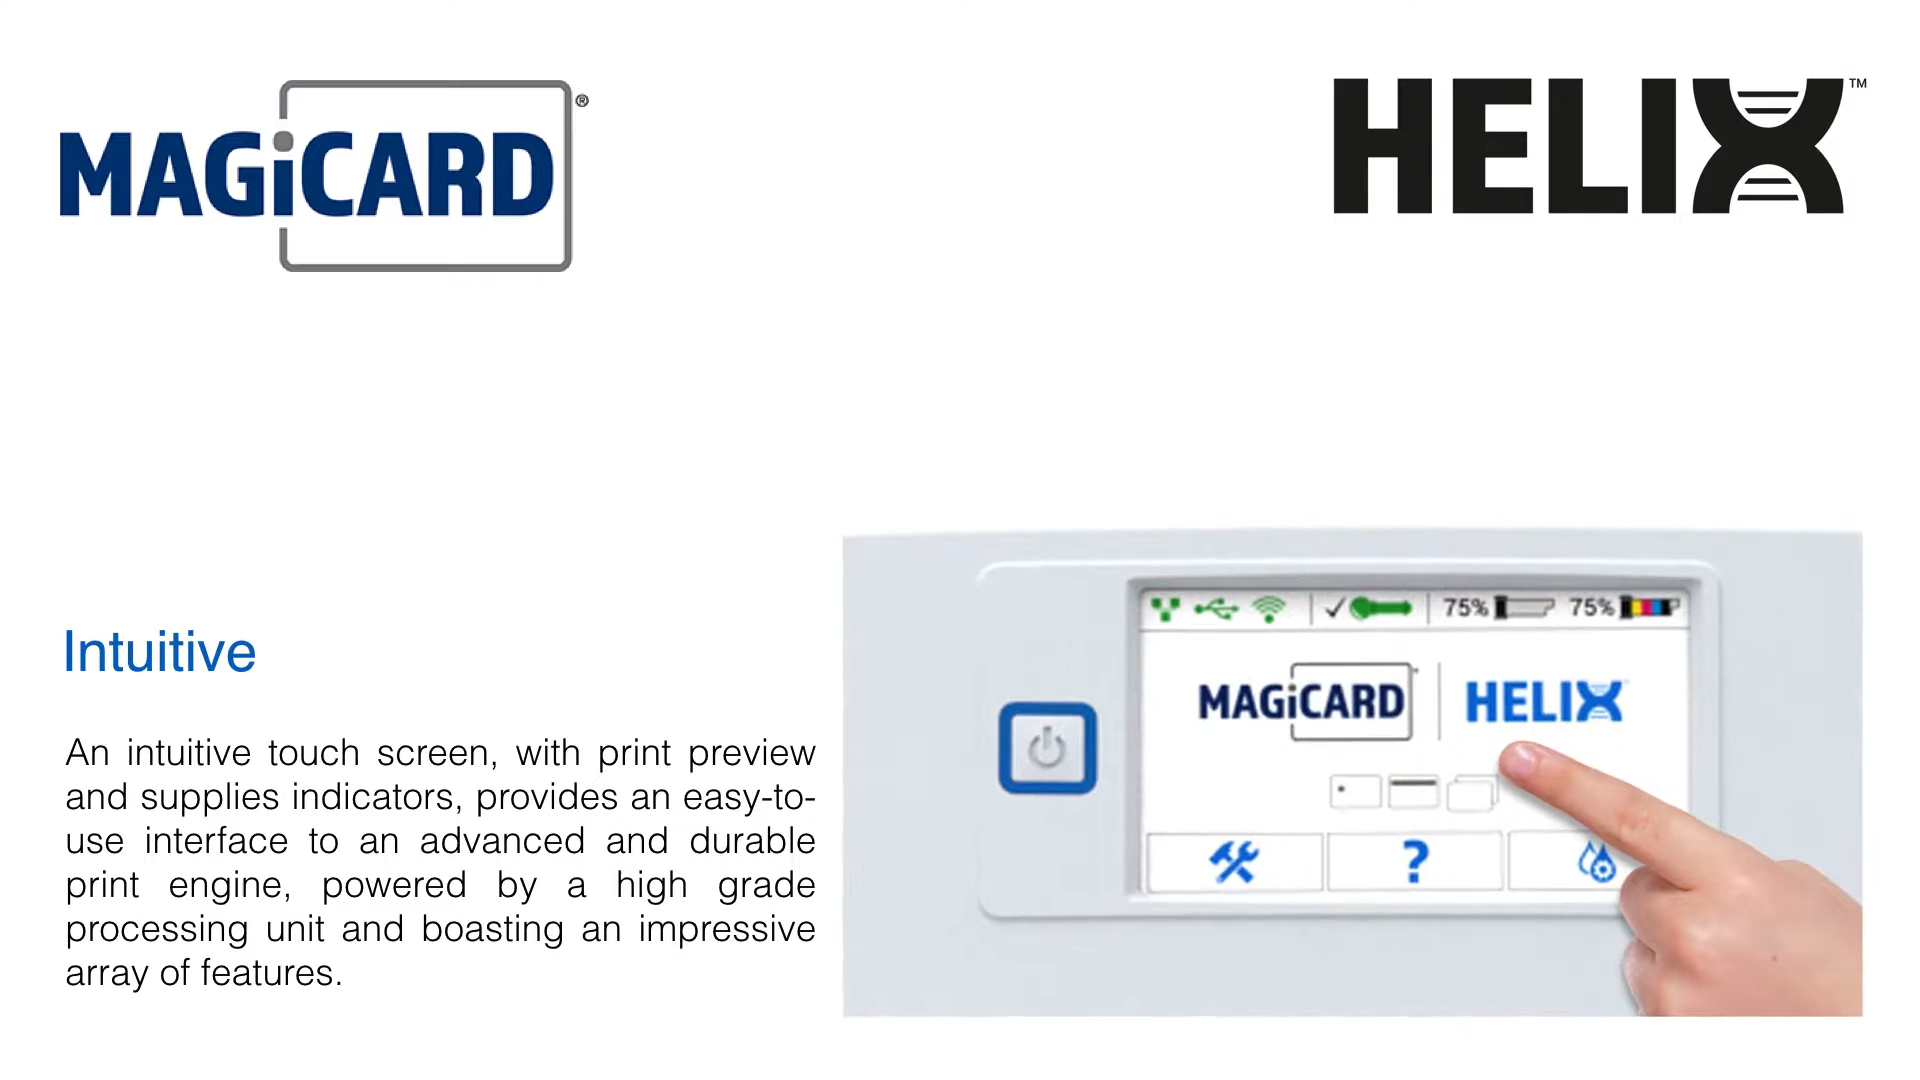 MAGiCARD®
HELIX™
Intuitive
An intuitive touch screen, with print preview
and supplies indicators, provides an easy-to-
use interface to an advanced and durable
print engine, powered by a high grade
processing unit and boasting an impressive
array of features.
75% 75%
MAGiCARD HELIX
?